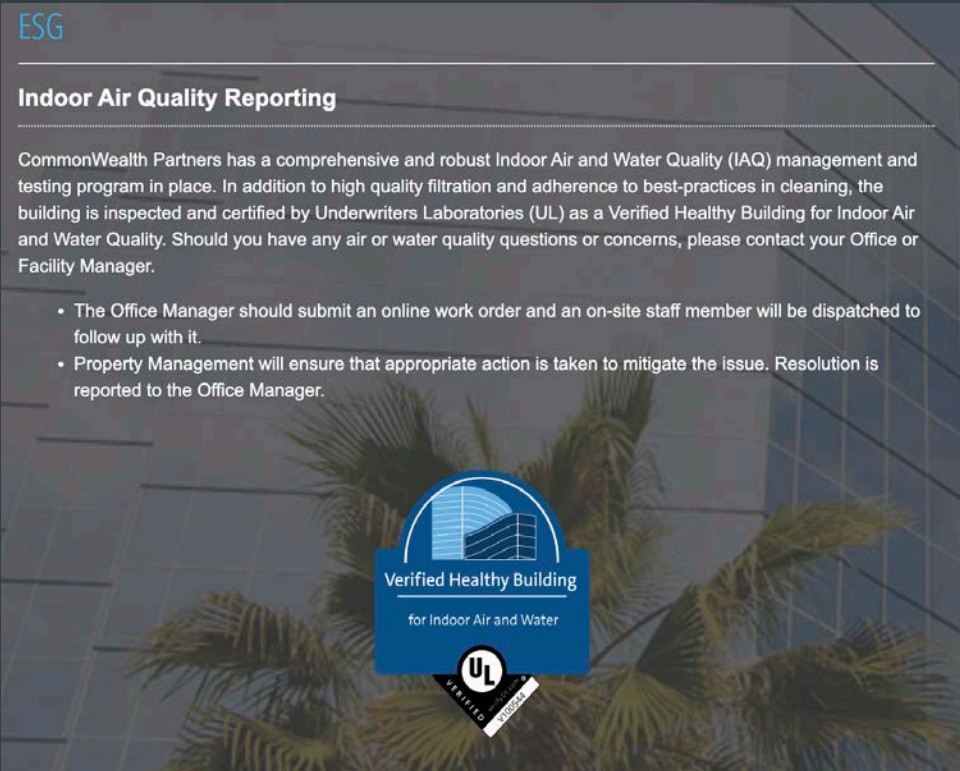 ESG
Indoor Air Quality Reporting
CommonWealth Partners has a comprehensive and robust Indoor Air and Water Quality (IAQ) management and
testing program in place. In addition to high quality filtration and adherence to best-practices in cleaning, the
building is inspected and certified by Underwriters Laboratories (UL) as a Verified Healthy Building for Indoor Air
and Water Quality. Should you have any air or water quality questions or concerns, please contact your Office or
Facility Manager.
• The Office Manager should submit an online work order and an on-site staff member will be dispatched to
follow up with it.
• Property Management will ensure that appropriate action is taken to mitigate the issue. Resolution is
reported to the Office Manager.
Verified Healthy Building
for Indoor Air and Water
UL
VERIFIED
V100544